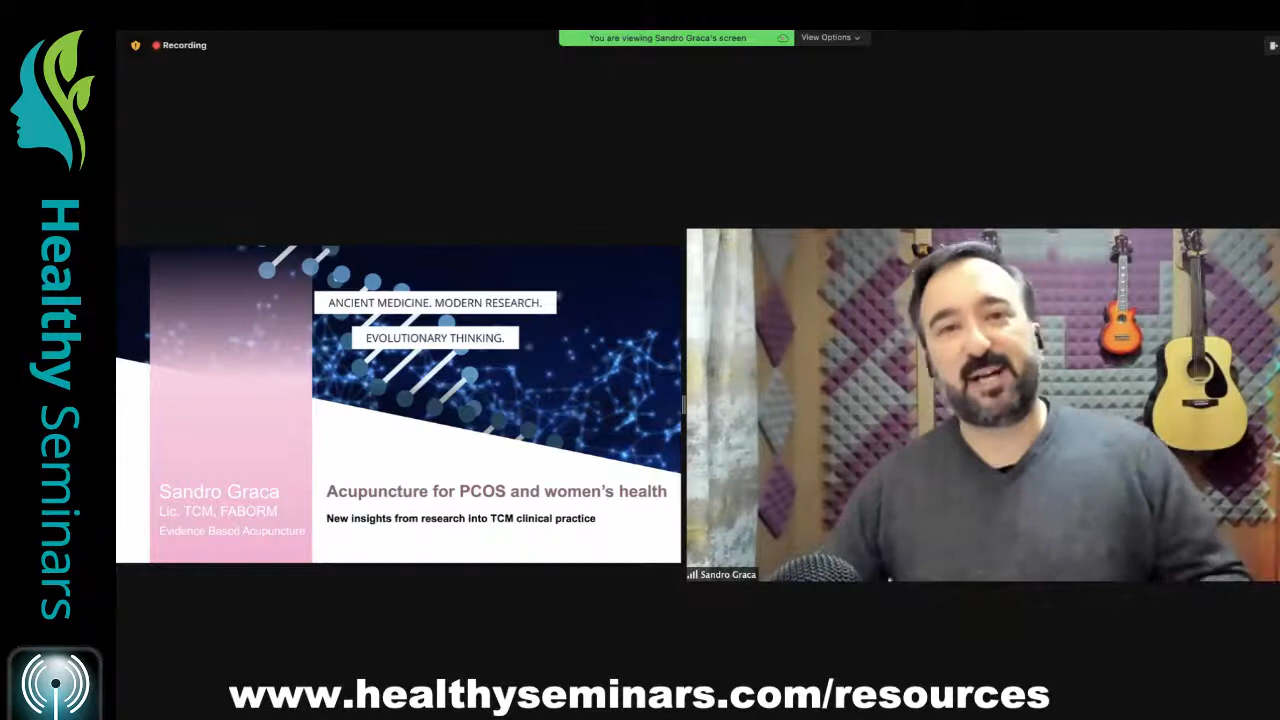 Healthy Seminars
Recording
You are viewing Sandro Graca's screen
View Options
ANCIENT MEDICINE. MODERN RESEARCH.
EVOLUTIONARY THINKING.
Sandro Graca
Lic. TCM, FABORM
Evidence Based Acupuncture
Acupuncture for PCOS and women's health
New insights from research into TCM clinical practice
Sandro Graca
www.healthyseminars.com/resources